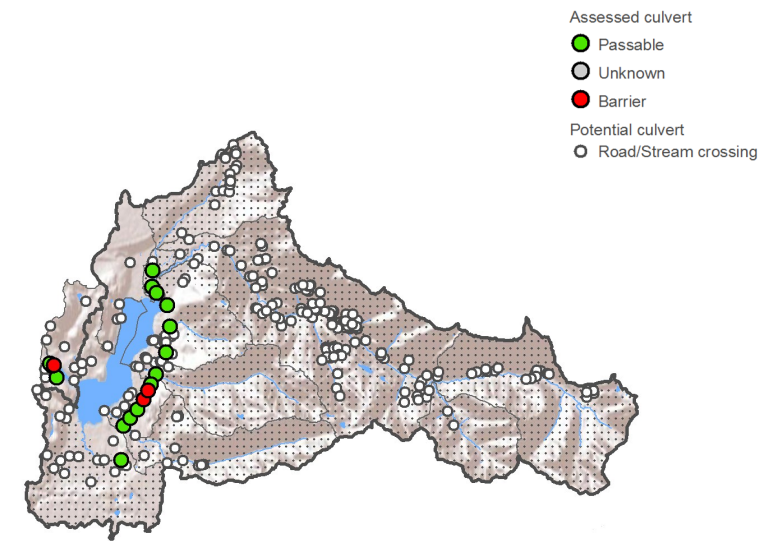 Assessed culvert
Passable
Unknown
Barrier
Potential culvert
Road/Stream crossing